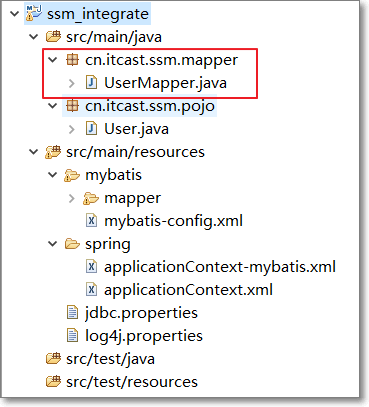 ssm_integrate
src/main/java
cn.itcast.ssm.mapper
UserMapper.java
cn.itcast.ssm.pojo
User.java
src/main/resources
mybatis
mapper
mybatis-config.xml
spring
applicationContext-mybatis.xml
applicationContext.xml
jdbc.properties
log4j.properties
src/test/java
src/test/resources